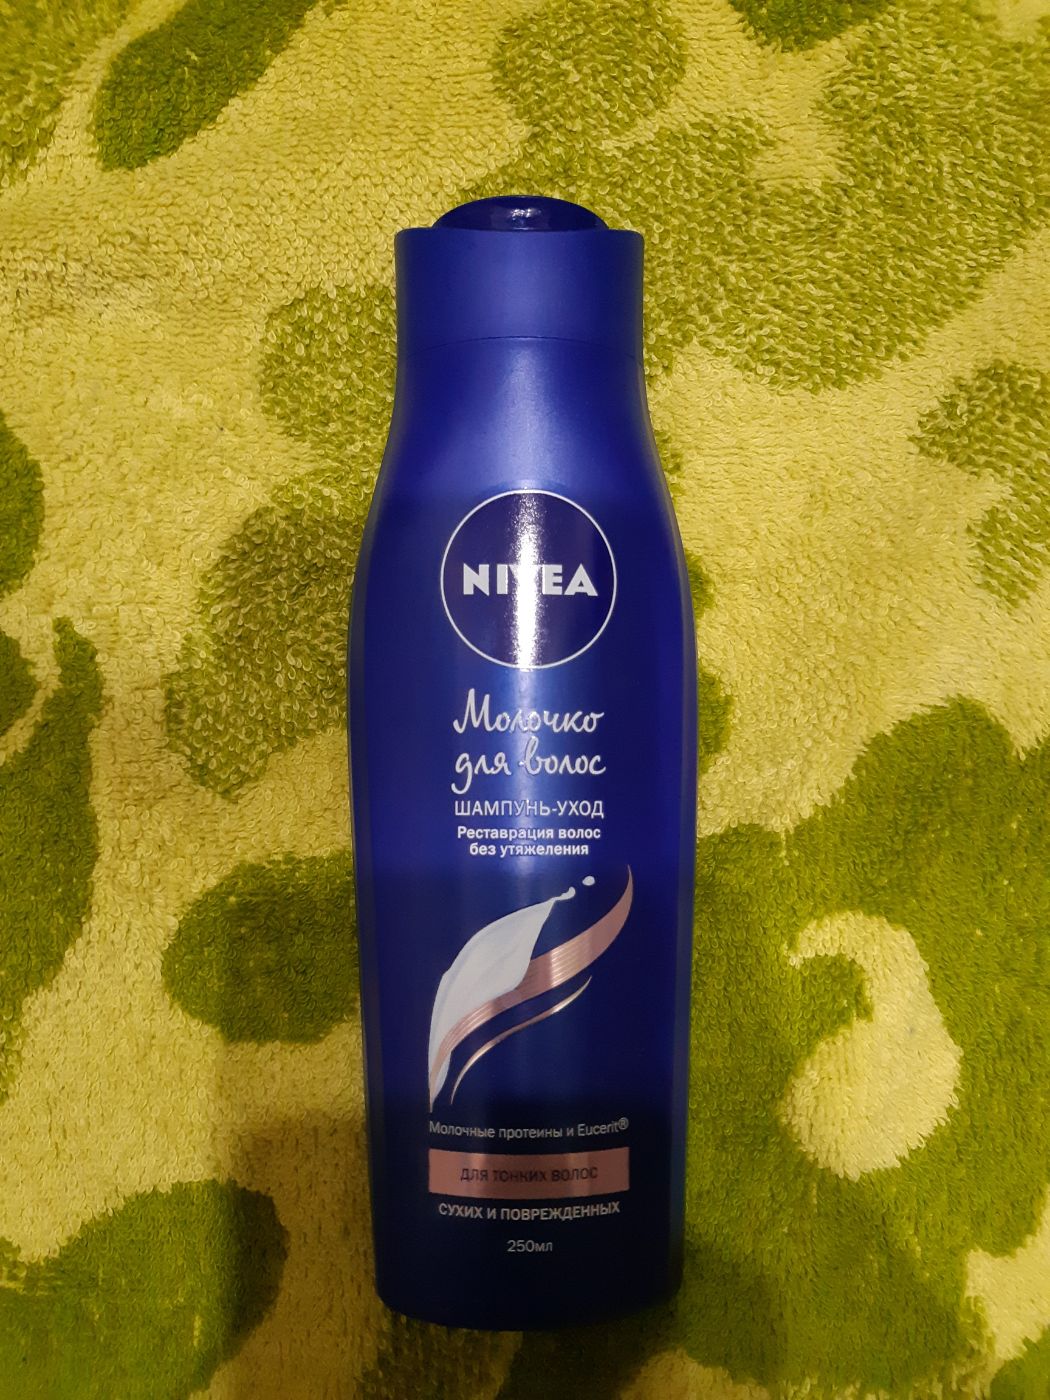 NIVEA
Молочко
для волос
ШАМПУНЬ-УХОД
Реставрация волос
без утяжеления
Молочные протеины и Eucerit®
ДЛЯ ТОНКИХ ВОЛОС
СУХИХ И ПОВРЕЖДЕННЫХ
250мл